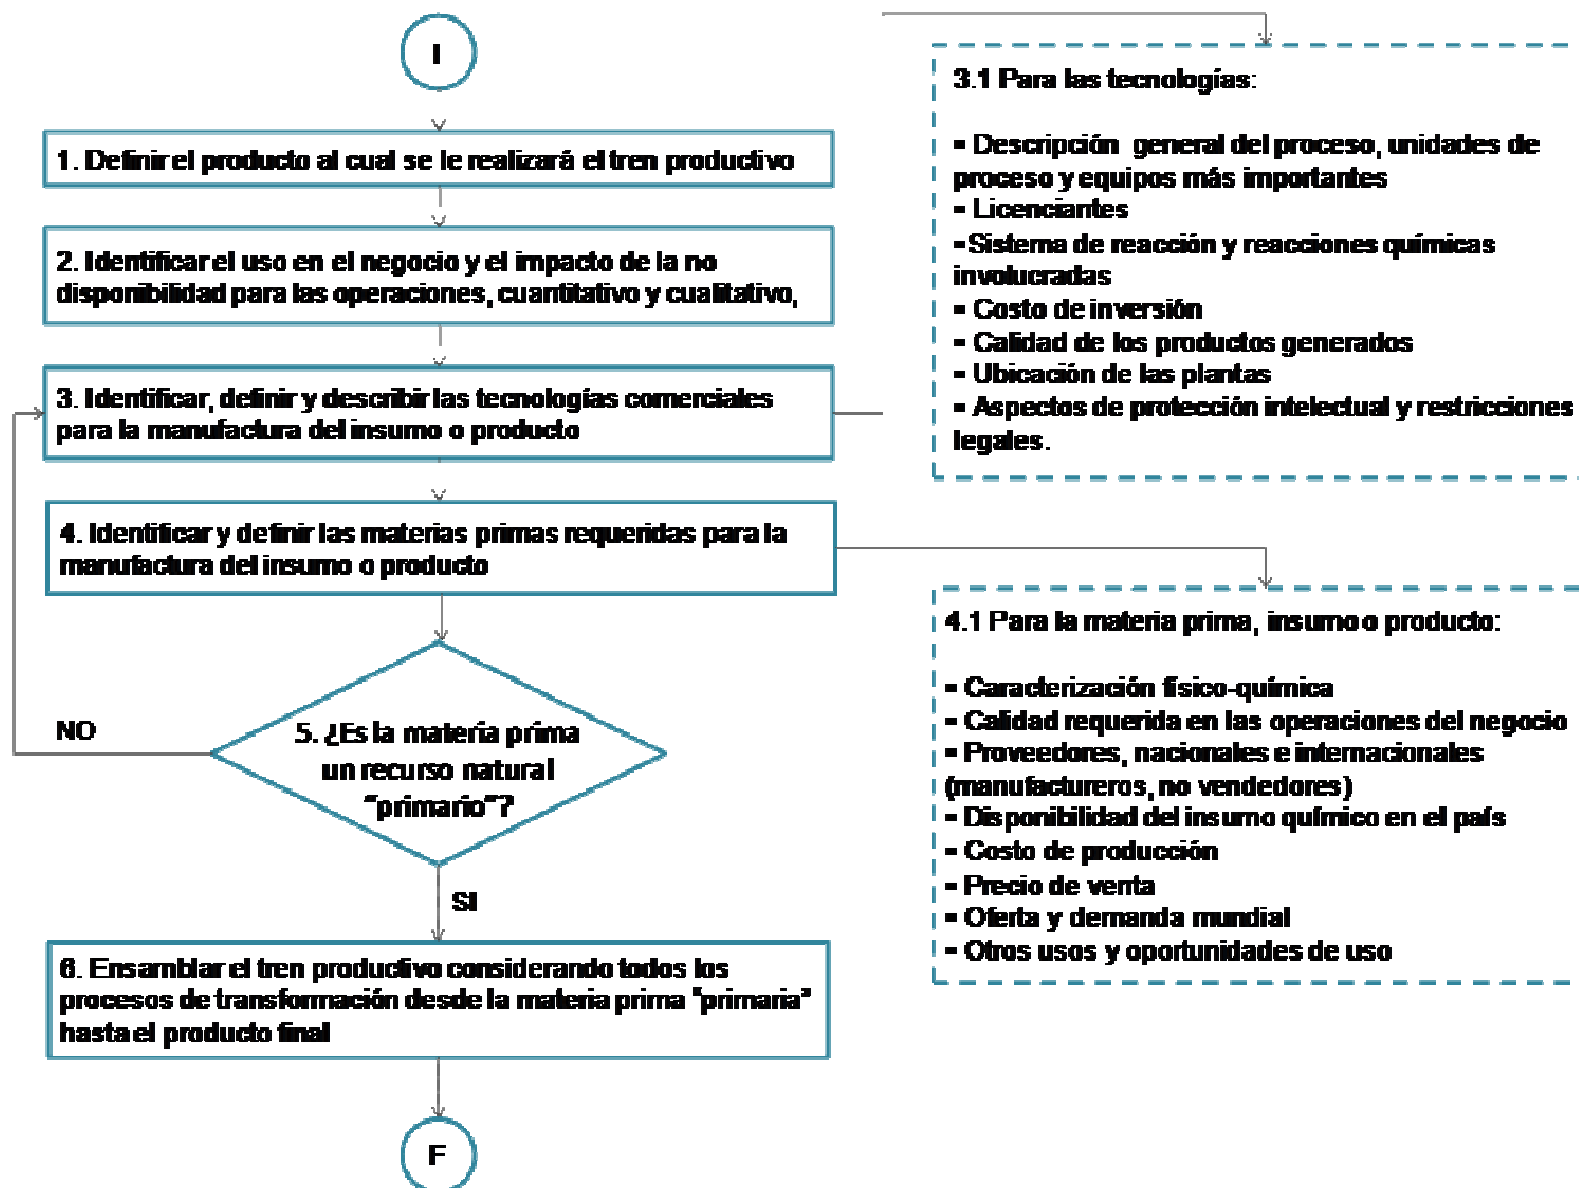 I
1. Definir el producto al cual se le realizará el tren productivo
2. Identificar el uso en el negocio y el impacto de la no
disponibilidad para las operaciones, cuantitativo y cualitativo,
3. Identificar, definir y describir las tecnologías comerciales
para la manufactura del insumo o producto
4. Identificar y definir las materias primas requeridas para la
manufactura del insumo o producto
NO
5. ¿Es la materia prima
un recurso natural
"primario"?
SI
6. Ensamblar el tren productivo considerando todos los
procesos de transformación desde la materia prima "primaria"
hasta el producto final
F
3.1 Para las tecnologías:
- Descripción general del proceso, unidades de
proceso y equipos más importantes
- Licenciantes
- Sistema de reacción y reacciones químicas
involucradas
- Costo de inversión
- Calidad de los productos generados
- Ubicación de las plantas
- Aspectos de protección intelectual y restricciones
legales.
4.1 Para la materia prima, insumo o producto:
- Caracterización físico-química
- Calidad requerida en las operaciones del negocio
- Proveedores, nacionales e internacionales
(manufactureros, no vendedores)
- Disponibilidad del insumo químico en el país
- Costo de producción
- Precio de venta
- Oferta y demanda mundial
- Otros usos y oportunidades de uso